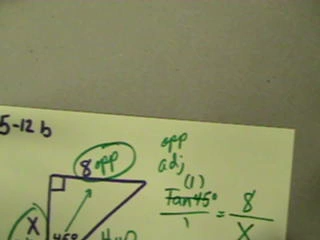 5-12 b
opp
8 opp
adj
(1)
Tan 45° = 8
1 X
X
45°